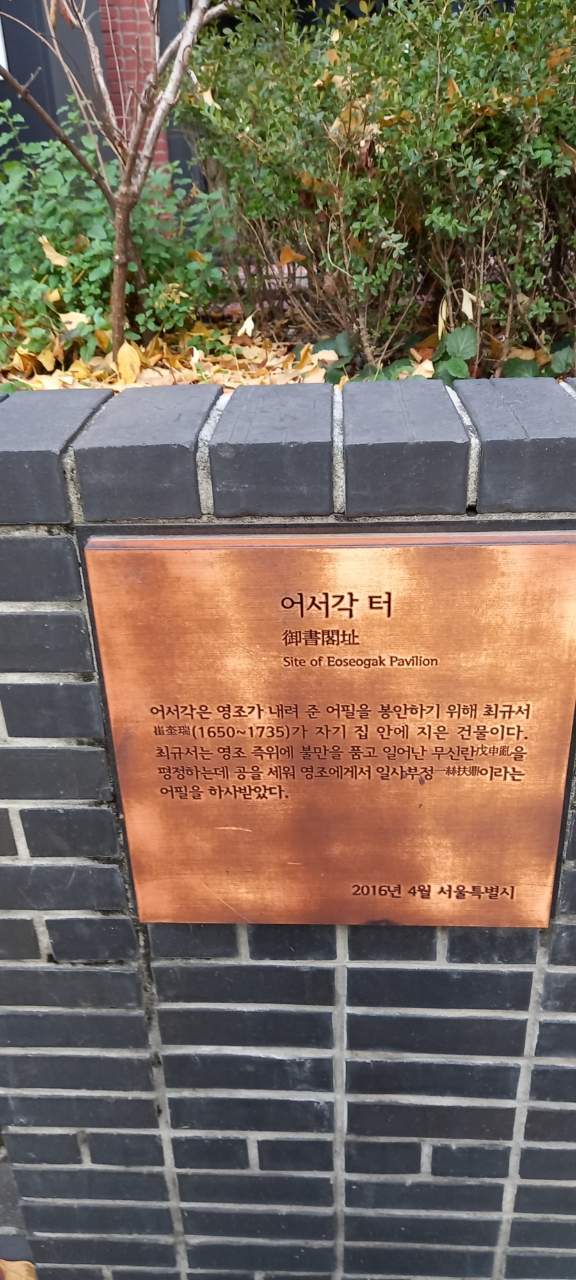 어서각 터
御書閣址
Site of Eoseogak Pavilion
어서각은 영조가 내려 준 어필을 봉안하기 위해 최규서
崔奎瑞(1650~1735)가 자기 집 안에 지은 건물이다.
최규서는 영조 즉위에 불만을 품고 일어난 무신란戊申亂을
평정하는데 공을 세워 영조에게서 일사부정一絲扶鼎이라는
어필을 하사받았다.
2016년 4월 서울특별시